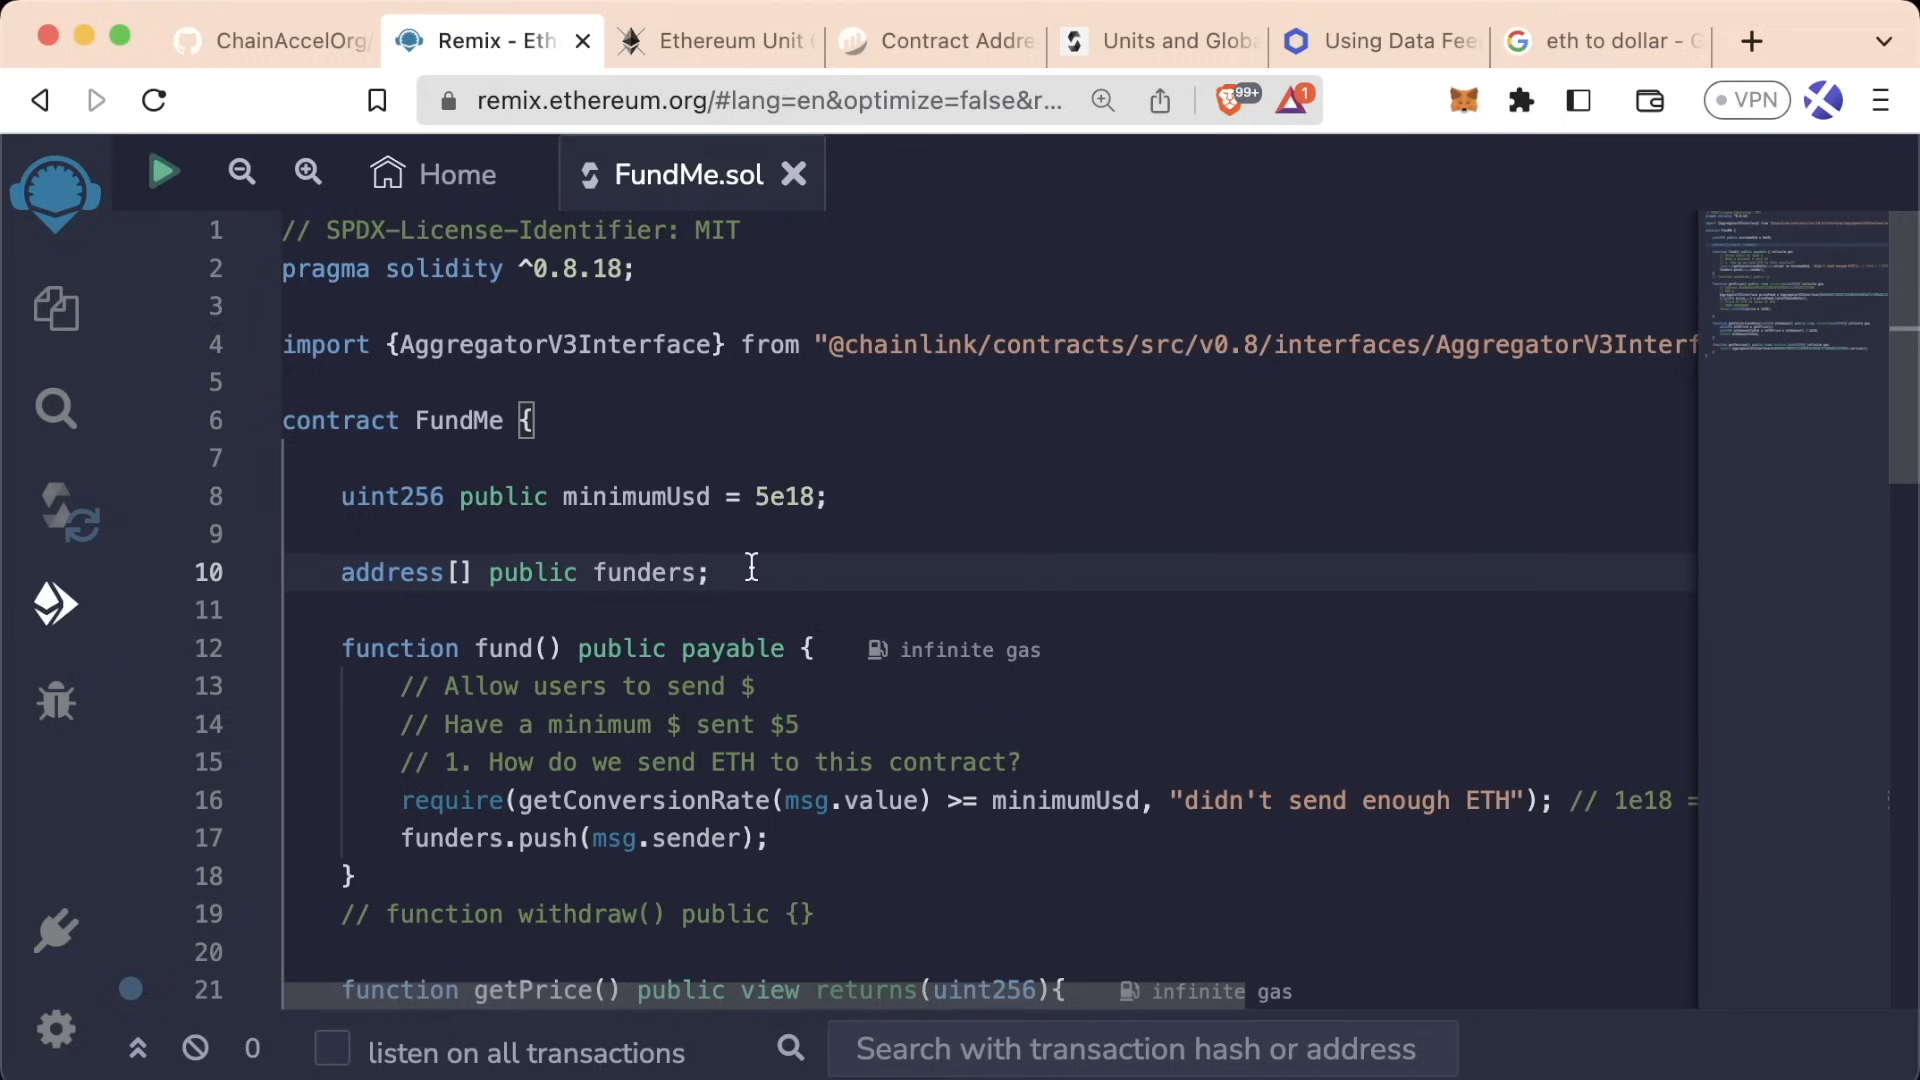 ChainAccelOrg/
Remix - Eth
Ethereum Unit
Contract Addre
Units and Globa
Using Data Fee
eth to dollar - G
remix.ethereum.org/#lang=en&optimize=false&r...
99+
1
VPN
Home
FundMe.sol
1 // SPDX-License-Identifier: MIT
2 pragma solidity ^0.8.18;
3
4 import {AggregatorV3Interface} from "@chainlink/contracts/src/v0.8/interfaces/AggregatorV3Interf
5
6 contract FundMe {
7
8 uint256 public minimumUsd = 5e18;
9
10 address[] public funders;
11
12 function fund() public payable { infinite gas
13 // Allow users to send $
14 // Have a minimum $ sent $5
15 // 1. How do we send ETH to this contract?
16 require(getConversionRate(msg.value) >= minimumUsd, "didn't send enough ETH"); // 1e18 =
17 funders.push(msg.sender);
18 }
19 // function withdraw() public {}
20
21 function getPrice() public view returns(uint256){ infinite gas
0
listen on all transactions
Search with transaction hash or address